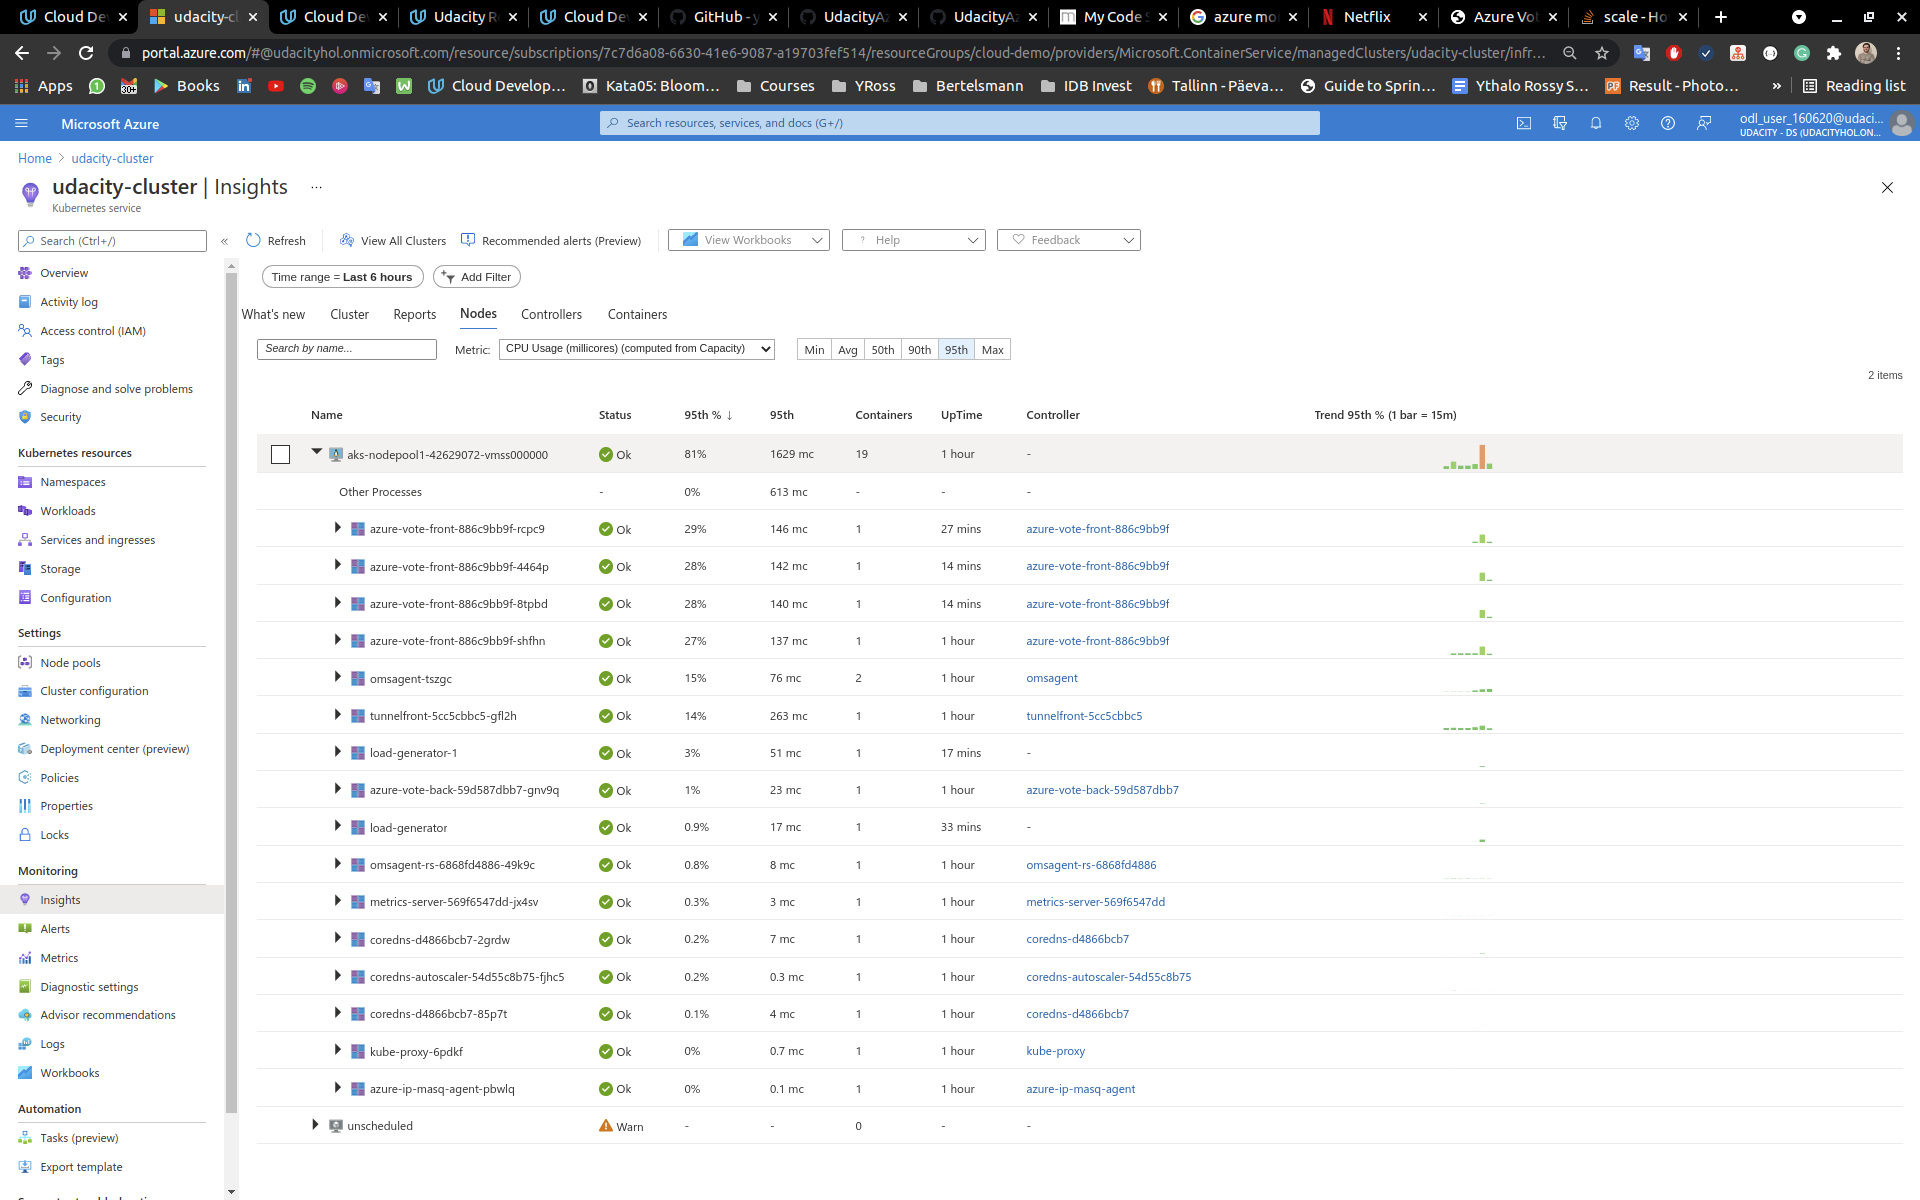 Cloud De
udacity-cl
Cloud De
Udacity R
Cloud De
GitHub - y
UdacityAz
UdacityAz
My Code S
azure mo
Netflix
Azure Vot
scale - Ho
portal.azure.com/#@udacityhol.onmicrosoft.com/resource/subscriptions/7c7d6a08-6630-41e6-9087-a19703fef514/resourceGroups/cloud-demo/providers/Microsoft.ContainerService/managedClusters/udacity-cluster/infr...
Apps
30+
Books
Cloud Develop...
Kata05: Bloom...
Courses
YRoss
Bertelsmann
IDB Invest
Tallinn - Päeva...
Guide to Sprin...
Ythalo Rossy S...
Result - Photo...
»
Reading list
Microsoft Azure
Search resources, services, and docs (G+/)
odl_user_160620@udaci...
UDACITY - DS (UDACITYHOL.ON...
Home > udacity-cluster
udacity-cluster | Insights ...
Kubernetes service
Search (Ctrl+/)
«
Refresh
View All Clusters
Recommended alerts (Preview)
View Workbooks
? Help
Feedback
Time range = Last 6 hours
Add Filter
What's new
Cluster
Reports
Nodes
Controllers
Containers
Search by name...
Metric:
CPU Usage (millicores) (computed from Capacity)
Min Avg 50th 90th 95th Max
2 items
Overview
Activity log
Access control (IAM)
Tags
Diagnose and solve problems
Security
Kubernetes resources
Namespaces
Workloads
Services and ingresses
Storage
Configuration
Settings
Node pools
Cluster configuration
Networking
Deployment center (preview)
Policies
Properties
Locks
Monitoring
Insights
Alerts
Metrics
Diagnostic settings
Advisor recommendations
Logs
Workbooks
Automation
Tasks (preview)
Export template
Name Status 95th % ↓ 95th Containers UpTime Controller Trend 95th % (1 bar = 15m)
aks-nodepool1-42629072-vmss000000 Ok 81% 1629 mc 19 1 hour -
Other Processes - 0% 613 mc - - -
azure-vote-front-886c9bb9f-rcpc9 Ok 29% 146 mc 1 27 mins azure-vote-front-886c9bb9f
azure-vote-front-886c9bb9f-4464p Ok 28% 142 mc 1 14 mins azure-vote-front-886c9bb9f
azure-vote-front-886c9bb9f-8tpbd Ok 28% 140 mc 1 14 mins azure-vote-front-886c9bb9f
azure-vote-front-886c9bb9f-shfhn Ok 27% 137 mc 1 1 hour azure-vote-front-886c9bb9f
omsagent-tszgc Ok 15% 76 mc 2 1 hour omsagent
tunnelfront-5cc5cbbc5-gfl2h Ok 14% 263 mc 1 1 hour tunnelfront-5cc5cbbc5
load-generator-1 Ok 3% 51 mc 1 17 mins -
azure-vote-back-59d587dbb7-gnv9q Ok 1% 23 mc 1 1 hour azure-vote-back-59d587dbb7
load-generator Ok 0.9% 17 mc 1 33 mins -
omsagent-rs-6868fd4886-49k9c Ok 0.8% 8 mc 1 1 hour omsagent-rs-6868fd4886
metrics-server-569f6547dd-jx4sv Ok 0.3% 3 mc 1 1 hour metrics-server-569f6547dd
coredns-d4866bcb7-2grdw Ok 0.2% 7 mc 1 1 hour coredns-d4866bcb7
coredns-autoscaler-54d55c8b75-fjhc5 Ok 0.2% 0.3 mc 1 1 hour coredns-autoscaler-54d55c8b75
coredns-d4866bcb7-85p7t Ok 0.1% 4 mc 1 1 hour coredns-d4866bcb7
kube-proxy-6pdkf Ok 0% 0.7 mc 1 1 hour kube-proxy
azure-ip-masq-agent-pbwlq Ok 0% 0.1 mc 1 1 hour azure-ip-masq-agent
unscheduled Warn - - 0 - -